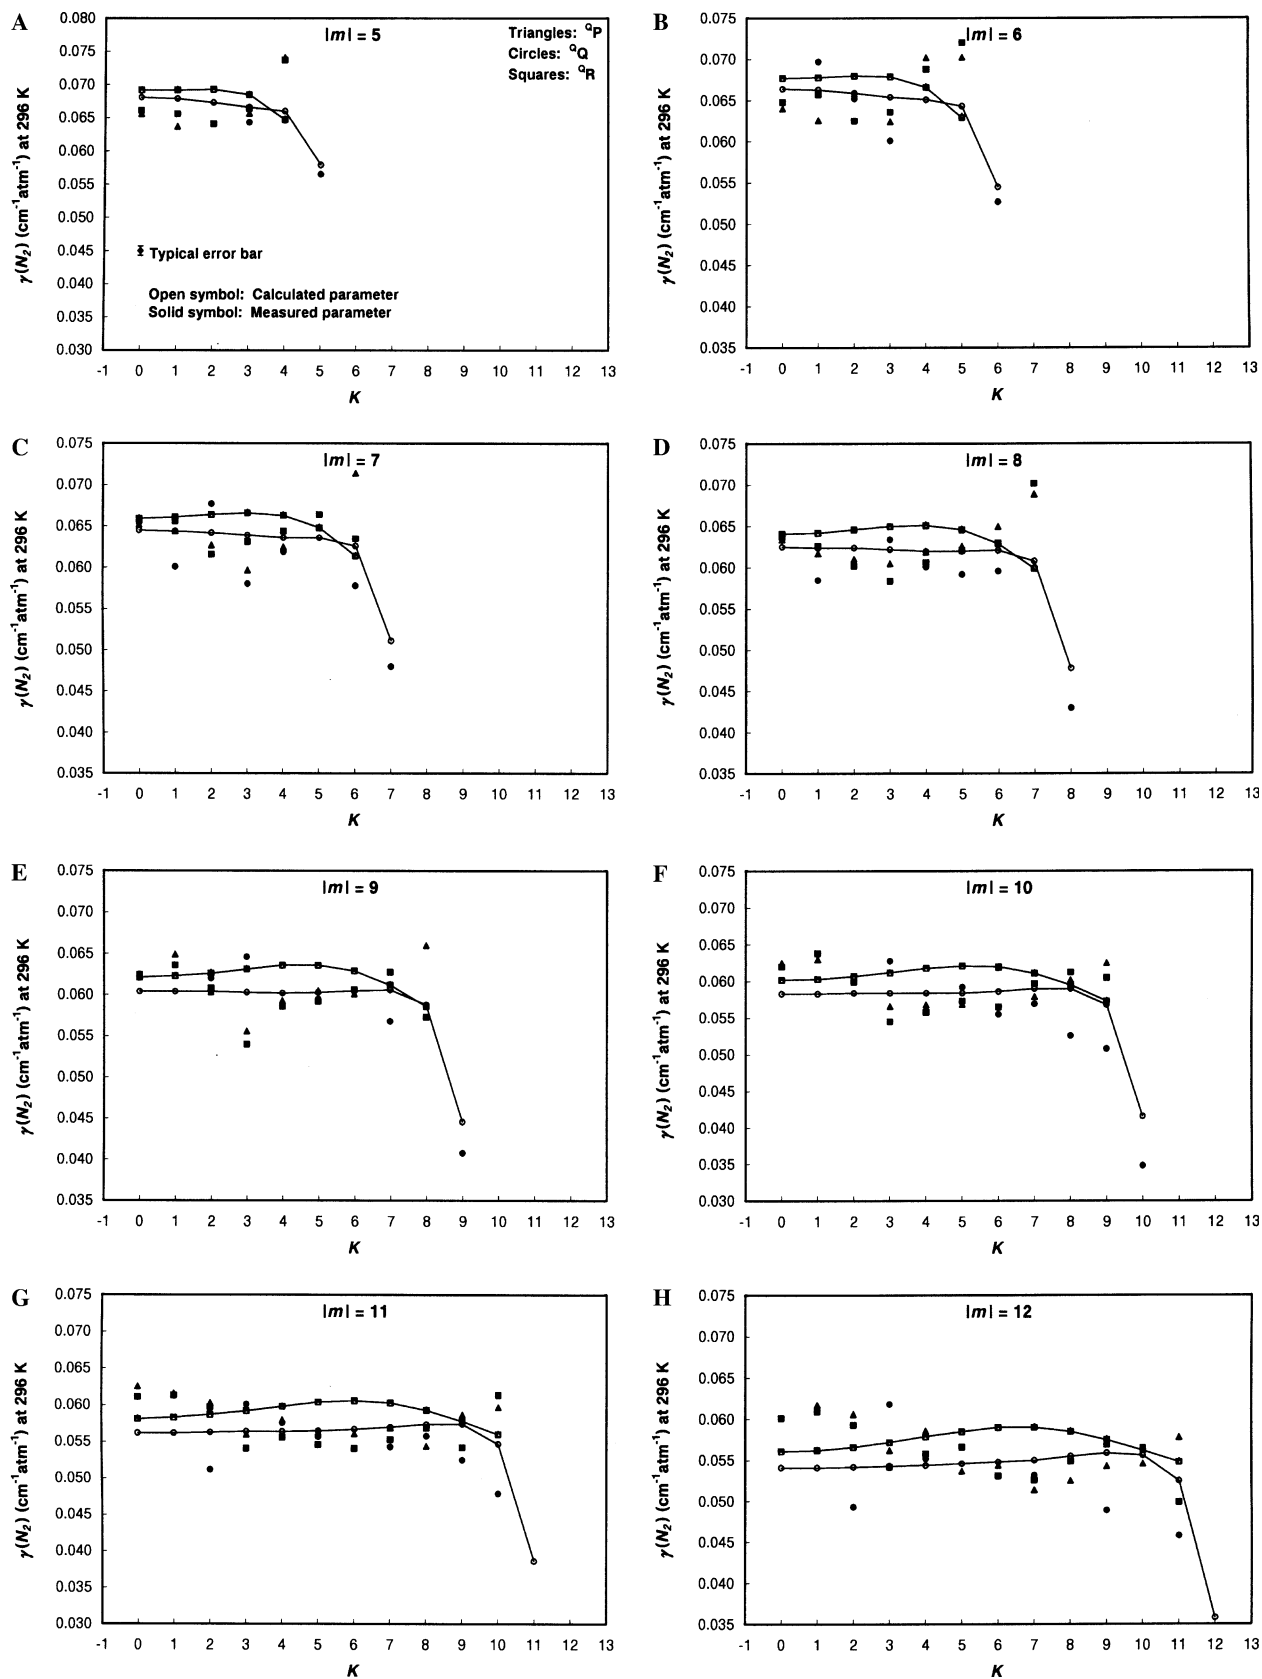 A
|m| = 5
Triangles: QP
Circles: QQ
Squares: QR
0.080
0.075
0.070
0.065
0.060
0.055
0.050
0.045
0.040
0.035
0.030
γ(N2) (cm-1atm-1) at 296 K
Typical error bar
Open symbol: Calculated parameter
Solid symbol: Measured parameter
-1 0 1 2 3 4 5 6 7 8 9 10 11 12 13
K
B
|m| = 6
0.075
0.070
0.065
0.060
0.055
0.050
0.045
0.040
0.035
γ(N2) (cm-1atm-1) at 296 K
-1 0 1 2 3 4 5 6 7 8 9 10 11 12 13
K
C
|m| = 7
0.075
0.070
0.065
0.060
0.055
0.050
0.045
0.040
0.035
γ(N2) (cm-1atm-1) at 296 K
-1 0 1 2 3 4 5 6 7 8 9 10 11 12 13
K
D
|m| = 8
0.075
0.070
0.065
0.060
0.055
0.050
0.045
0.040
0.035
γ(N2) (cm-1atm-1) at 296 K
-1 0 1 2 3 4 5 6 7 8 9 10 11 12 13
K
E
|m| = 9
0.075
0.070
0.065
0.060
0.055
0.050
0.045
0.040
0.035
γ(N2) (cm-1atm-1) at 296 K
-1 0 1 2 3 4 5 6 7 8 9 10 11 12 13
K
F
|m| = 10
0.075
0.070
0.065
0.060
0.055
0.050
0.045
0.040
0.035
0.030
γ(N2) (cm-1atm-1) at 296 K
-1 0 1 2 3 4 5 6 7 8 9 10 11 12 13
K
G
|m| = 11
0.075
0.070
0.065
0.060
0.055
0.050
0.045
0.040
0.035
0.030
γ(N2) (cm-1atm-1) at 296 K
-1 0 1 2 3 4 5 6 7 8 9 10 11 12 13
K
H
|m| = 12
0.075
0.070
0.065
0.060
0.055
0.050
0.045
0.040
0.035
γ(N2) (cm-1atm-1) at 296 K
-1 0 1 2 3 4 5 6 7 8 9 10 11 12 13
K